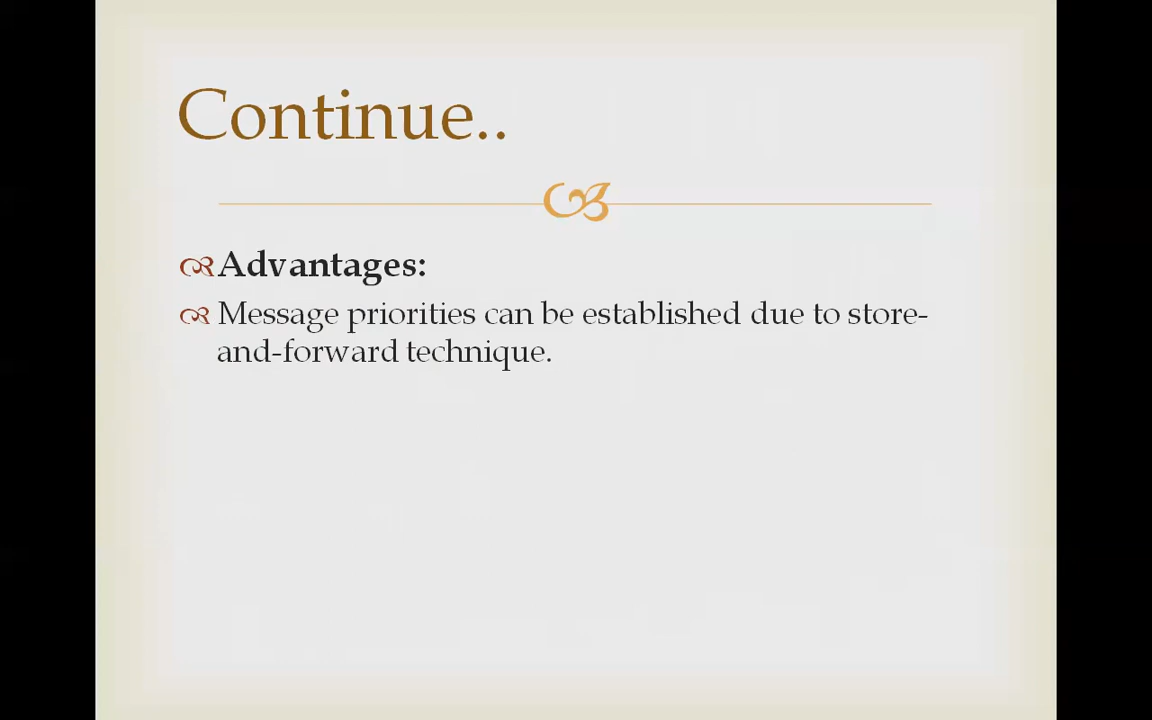 Continue..
Advantages:
Message priorities can be established due to store-
and-forward technique.